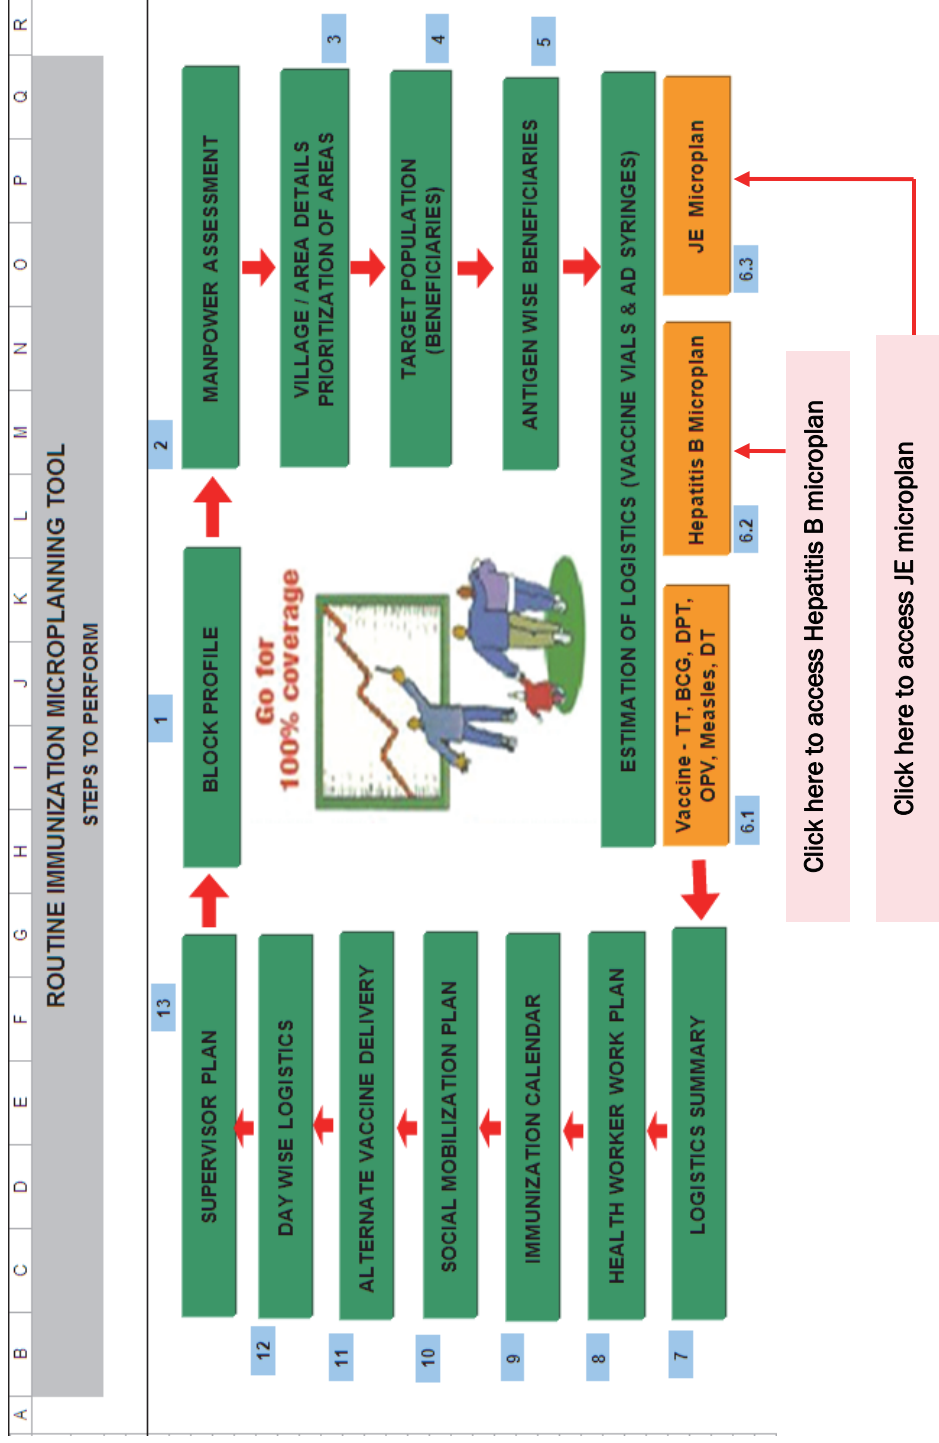 A B C D E F G H I J K L M N O P Q R
ROUTINE IMMUNIZATION MICROPLANNING TOOL
STEPS TO PERFORM
13
1
2
SUPERVISOR PLAN
BLOCK PROFILE
MANPOWER ASSESSMENT
3
VILLAGE / AREA DETAILS
PRIORITIZATION OF AREAS
4
TARGET POPULATION
(BENEFICIARIES)
5
ANTIGEN WISE BENEFICIARIES
Go for
100% coverage
ESTIMATION OF LOGISTICS (VACCINE VIALS & AD SYRINGES)
Vaccine - TT, BCG, DPT,
OPV, Measles, DT
6.1
Hepatitis B Microplan
6.2
JE Microplan
6.3
12
DAY WISE LOGISTICS
11
ALTERNATE VACCINE DELIVERY
10
SOCIAL MOBILIZATION PLAN
9
IMMUNIZATION CALENDAR
8
HEALTH WORKER WORK PLAN
7
LOGISTICS SUMMARY
Click here to access Hepatitis B microplan
Click here to access JE microplan